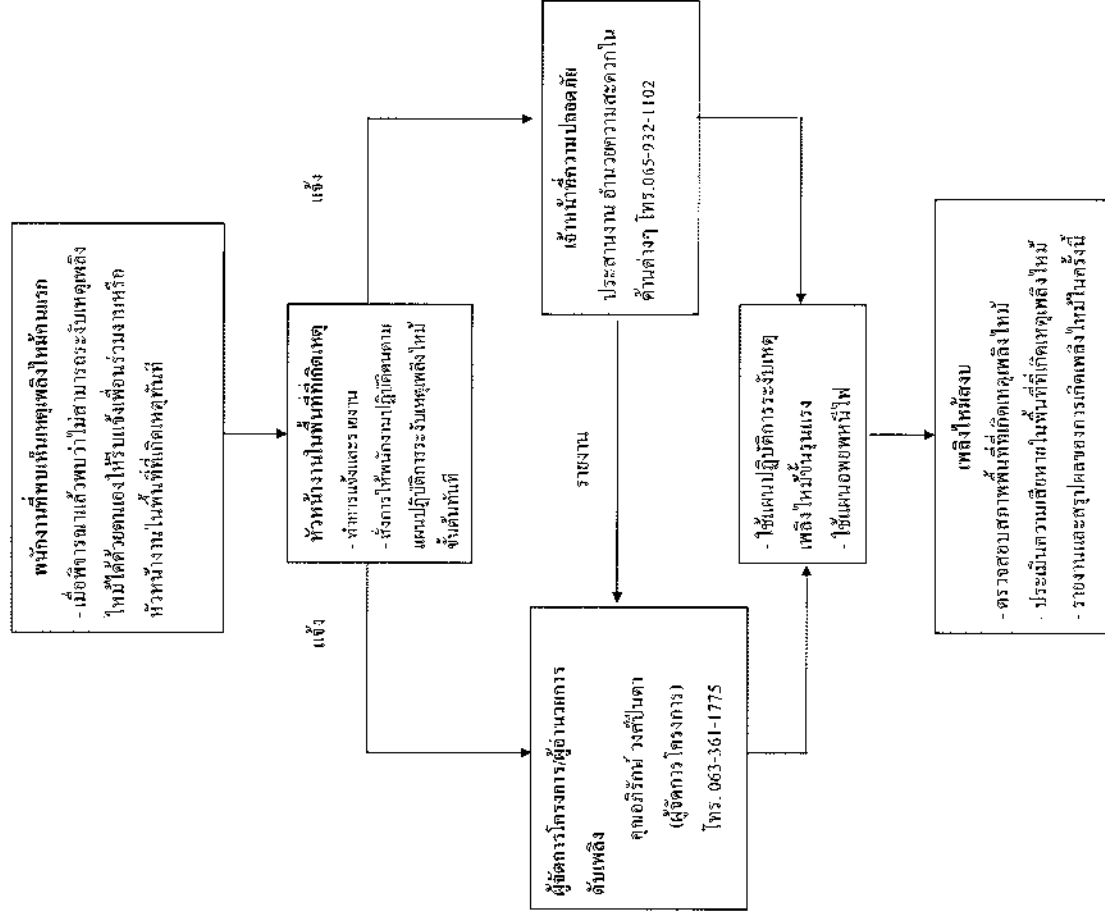 พนักงานที่พบเห็นเหตุเพลิงไหม้คนแรก
- เมื่อพิจารณาแล้วพบว่าไม่สามารถระงับเหตุเพลิง
ไหม้ได้ด้วยตนเองให้รีบแจ้งเพื่อนร่วมงานหรือ
หัวหน้างานในพื้นที่ที่เกิดเหตุทันที
แจ้ง
แจ้ง
หัวหน้างานในพื้นที่ที่เกิดเหตุ
- ทำการแจ้งและรายงาน
- สั่งการให้พนักงานปฏิบัติตนตาม
แผนปฏิบัติการระงับเหตุเพลิงไหม้
ขั้นต้นทันที
ผู้จัดการโครงการ/ผู้อำนวยการ
ดับเพลิง
คุณอภิรักษ์ วงศ์ปินตา
(ผู้จัดการโครงการ)
โทร. 063-361-1775
รายงาน
เจ้าหน้าที่ความปลอดภัย
ประสานงาน อำนวยความสะดวกใน
ด้านต่างๆ โทร.065-932-1102
- ใช้แผนปฏิบัติการระงับเหตุ
เพลิงไหม้ขั้นรุนแรง
- ใช้แผนอพยพหนีไฟ
เพลิงไหม้สงบ
- ตรวจสอบสภาพพื้นที่ที่เกิดเหตุเพลิงไหม้
- ประเมินความเสียหายในพื้นที่ที่เกิดเหตุเพลิงไหม้
- รายงานและสรุปผลของการเกิดเพลิงไหม้ในครั้งนี้